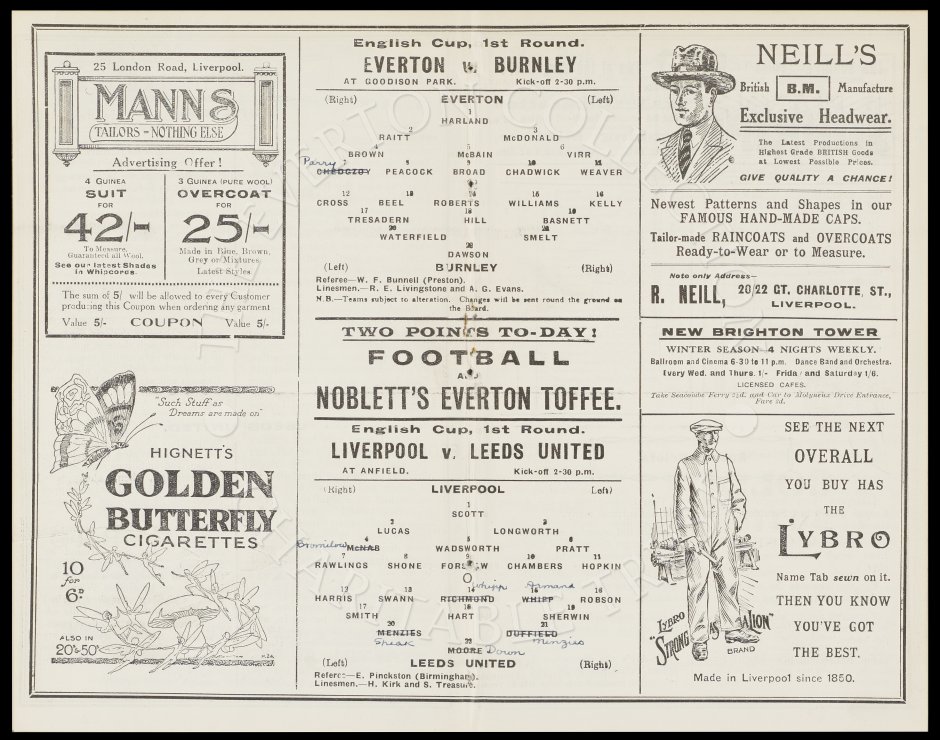 25 London Road, Liverpool.
MANNS
TAILORS – NOTHING ELSE
Advertising Offer!
4 GUINEA
SUIT
FOR
42/-
To Measure,
Guaranteed all Wool.
See our latest Shades
in Whipcords.
3 GUINEA (PURE WOOL)
OVERCOAT
FOR
25/-
Made in Blue, Brown,
Grey or Mixtures,
Latest Styles.
The sum of 5/ will be allowed to every Customer
producing this Coupon when ordering any garment
Value 5/- COUPON Value 5/-
"Such Stuff as
Dreams are made on"
HIGNETT'S
GOLDEN
BUTTERFLY
CIGARETTES
10
for
6D
ALSO IN
20's & 50's
English Cup, 1st Round.
EVERTON v. BURNLEY
AT GOODISON PARK. Kick-off 2-30 p.m.
(Right) EVERTON (Left)
1
HARLAND
2 3
RAITT McDONALD
4 5 6
BROWN McBAIN VIRR
Parry 7 8 9 10 11
CHEDGZOY PEACOCK BROAD CHADWICK WEAVER
12 13 14 15 16
CROSS BEEL ROBERTS WILLIAMS KELLY
17 18 19
TRESADERN HILL BASNETT
20 21
WATERFIELD SMELT
22
DAWSON
(Left) BURNLEY (Right)
Referee—W. F. Bunnell (Preston).
Linesmen.—R. E. Livingstone and A. G. Evans.
N.B.—Teams subject to alteration. Changes will be sent round the ground on
the Board.
TWO POINTS TO-DAY!
FOOTBALL
AND
NOBLETT'S EVERTON TOFFEE.
English Cup, 1st Round.
LIVERPOOL v. LEEDS UNITED
AT ANFIELD. Kick-off 2-30 p.m.
(Right) LIVERPOOL Left)
1
SCOTT
2 3
LUCAS LONGWORTH
4 5 6
Bromilow McNAB WADSWORTH PRATT
7 8 9 10 11
RAWLINGS SHONE FORSHAW CHAMBERS HOPKIN
whipp Armand
12 13 14 15 16
HARRIS SWANN RICHMOND WHIPP ROBSON
17 18 19
SMITH HART SHERWIN
20 21
MENZIES DUFFIELD
Speak Menzies
22
MOORE Down
(Left) LEEDS UNITED (Right)
Referee—E. Pinckston (Birmingham).
Linesmen.—H. Kirk and S. Treasure.
NEILL'S
British B.M. Manufacture
Exclusive Headwear.
The Latest Productions in
Highest Grade BRITISH Goods
at Lowest Possible Prices.
GIVE QUALITY A CHANCE!
Newest Patterns and Shapes in our
FAMOUS HAND-MADE CAPS.
Tailor-made RAINCOATS and OVERCOATS
Ready-to-Wear or to Measure.
Note only Address—
R. NEILL, 20/22 GT. CHARLOTTE, ST.,
LIVERPOOL.
NEW BRIGHTON TOWER
WINTER SEASON 4 NIGHTS WEEKLY.
Ballroom and Cinema 6-30 to 11 p.m. Dance Band and Orchestra.
Every Wed. and Thurs. 1/- Friday and Saturday 1/6.
LICENSED CAFES.
Take Seacombe Ferry 2½d. and Car to Molyneux Drive Entrance,
Fare 2d.
SEE THE NEXT
OVERALL
YOU BUY HAS
THE
LYBRO
Name Tab sewn on it.
THEN YOU KNOW
YOU'VE GOT
THE BEST.
LYBRO
"STRONG AS A LION"
BRAND
Made in Liverpool since 1850.